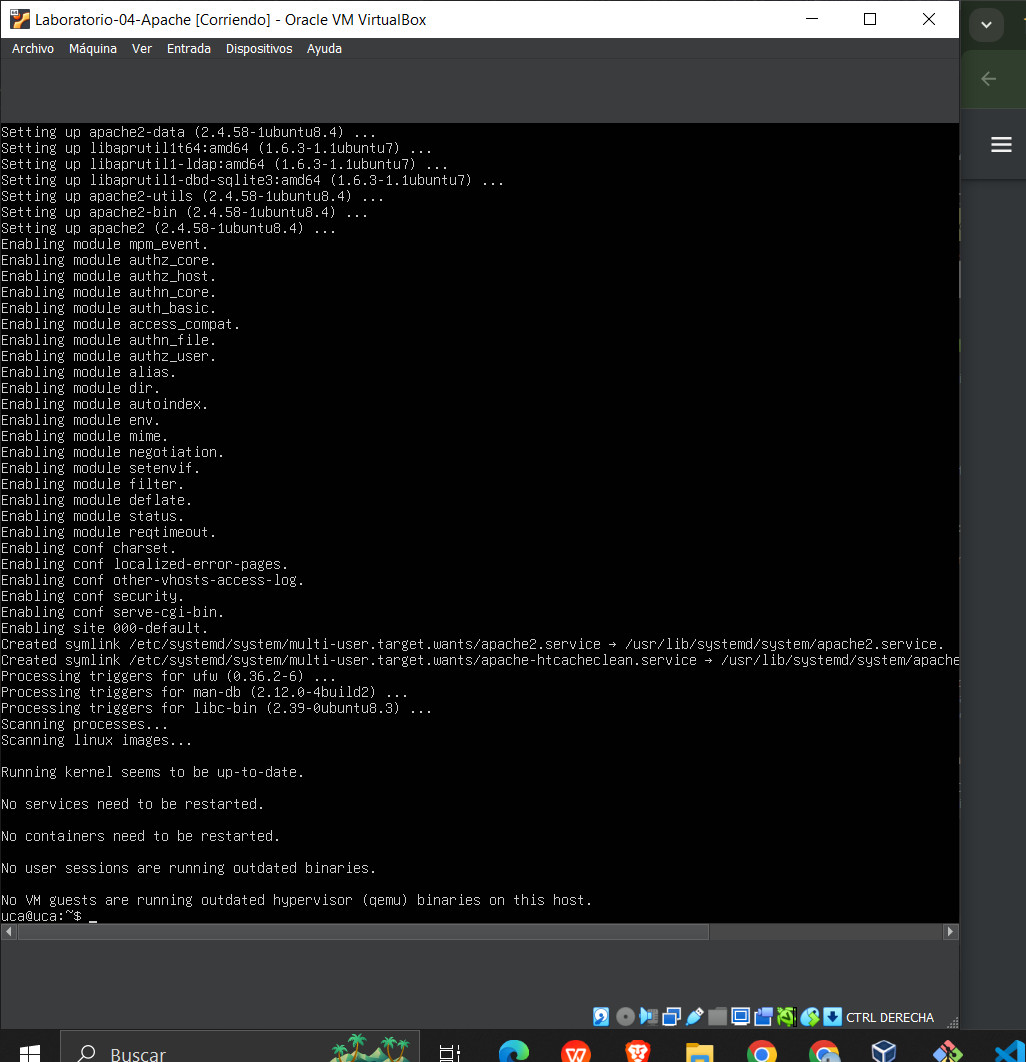 Laboratorio-04-Apache [Corriendo] - Oracle VM VirtualBox
Archivo Máquina Ver Entrada Dispositivos Ayuda
Setting up apache2-data (2.4.58-1ubuntu8.4) ...
Setting up libaprutil1t64:amd64 (1.6.3-1.1ubuntu7) ...
Setting up libaprutil1-ldap:amd64 (1.6.3-1.1ubuntu7) ...
Setting up libaprutil1-dbd-sqlite3:amd64 (1.6.3-1.1ubuntu7) ...
Setting up apache2-utils (2.4.58-1ubuntu8.4) ...
Setting up apache2-bin (2.4.58-1ubuntu8.4) ...
Setting up apache2 (2.4.58-1ubuntu8.4) ...
Enabling module mpm_event.
Enabling module authz_core.
Enabling module authz_host.
Enabling module authn_core.
Enabling module auth_basic.
Enabling module access_compat.
Enabling module authn_file.
Enabling module authz_user.
Enabling module alias.
Enabling module dir.
Enabling module autoindex.
Enabling module env.
Enabling module mime.
Enabling module negotiation.
Enabling module setenvif.
Enabling module filter.
Enabling module deflate.
Enabling module status.
Enabling module reqtimeout.
Enabling conf charset.
Enabling conf localized-error-pages.
Enabling conf other-vhosts-access-log.
Enabling conf security.
Enabling conf serve-cgi-bin.
Enabling site 000-default.
Created symlink /etc/systemd/system/multi-user.target.wants/apache2.service → /usr/lib/systemd/system/apache2.service.
Created symlink /etc/systemd/system/multi-user.target.wants/apache-htcacheclean.service → /usr/lib/systemd/system/apache
Processing triggers for ufw (0.36.2-6) ...
Processing triggers for man-db (2.12.0-4build2) ...
Processing triggers for libc-bin (2.39-0ubuntu8.3) ...
Scanning processes...
Scanning linux images...
Running kernel seems to be up-to-date.
No services need to be restarted.
No containers need to be restarted.
No user sessions are running outdated binaries.
No VM guests are running outdated hypervisor (qemu) binaries on this host.
uca@uca:~$ _
CTRL DERECHA
Buscar